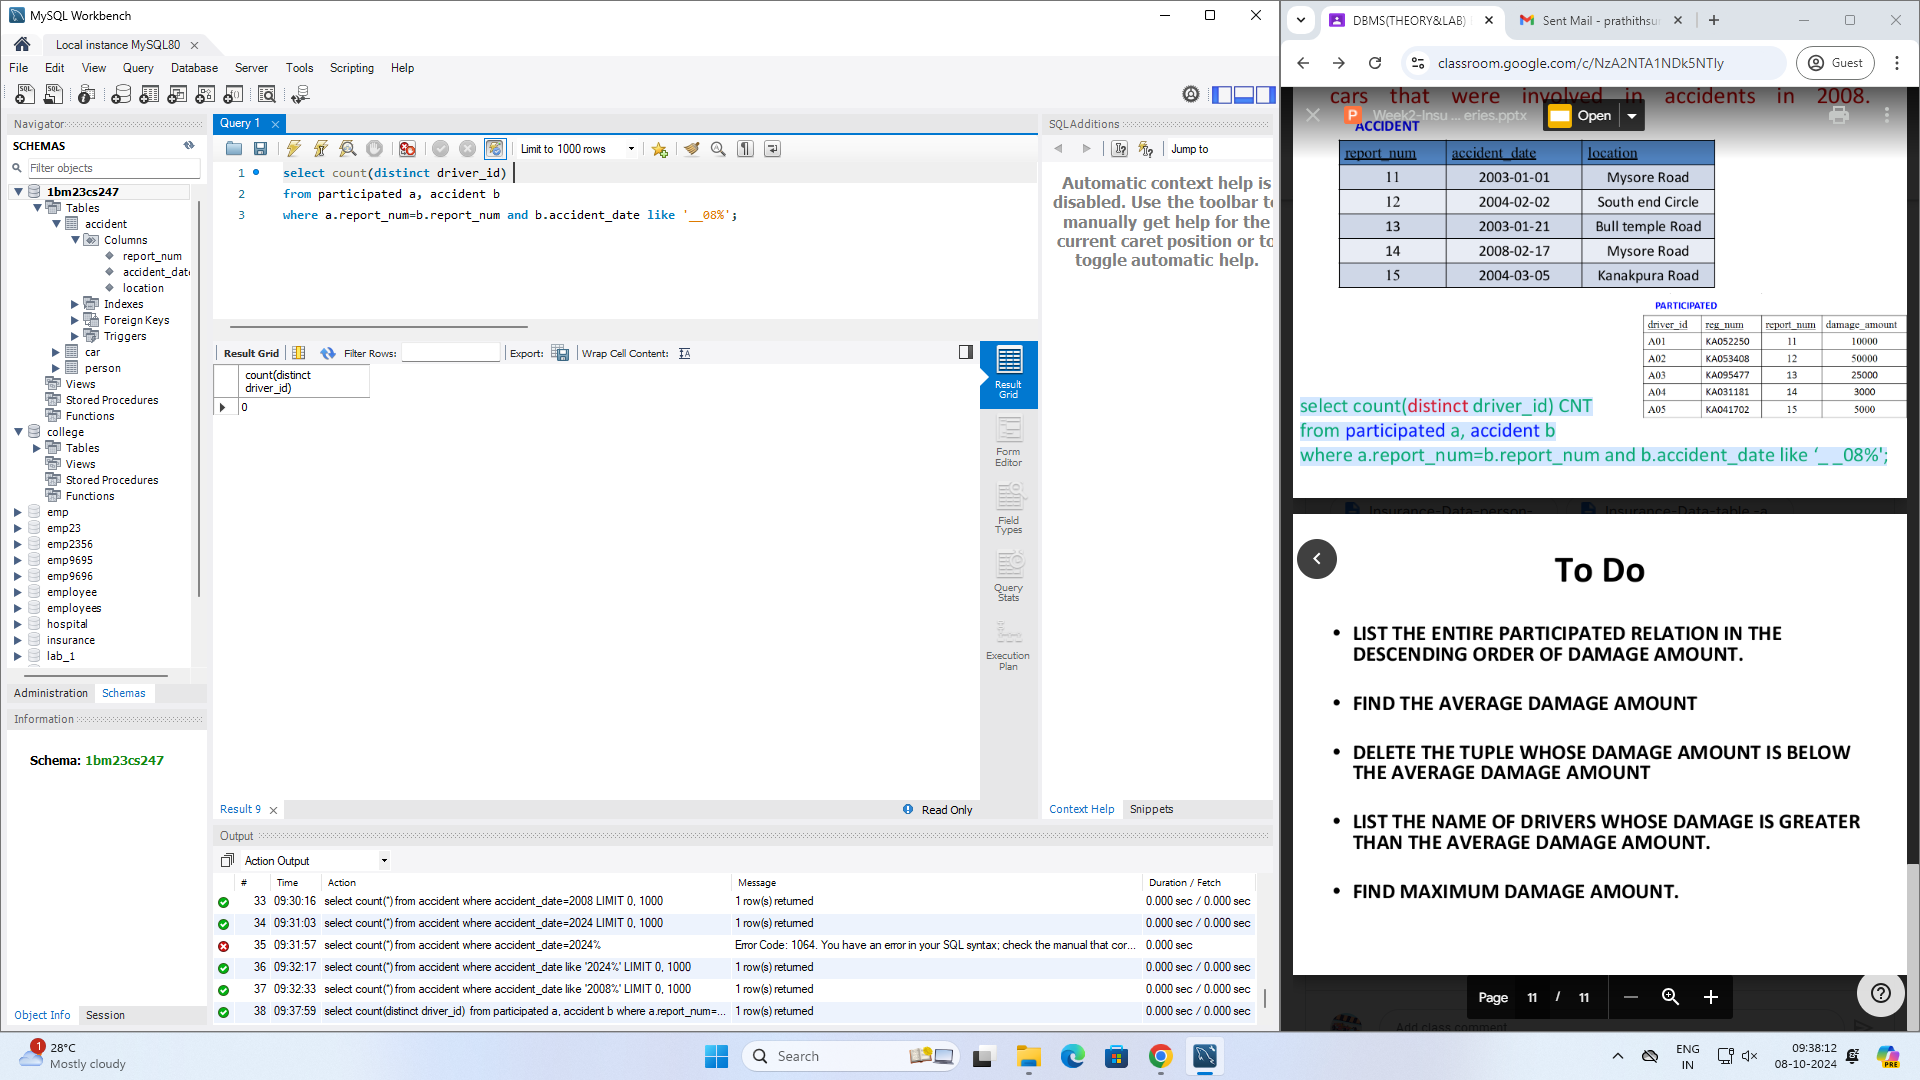 MySQL Workbench
Local instance MySQL80
File Edit View Query Database Server Tools Scripting Help
Navigator
SCHEMAS
Filter objects
1bm23cs247
Tables
accident
Columns
report_num
accident_date
location
Indexes
Foreign Keys
Triggers
car
person
Views
Stored Procedures
Functions
college
Tables
Views
Stored Procedures
Functions
emp
emp23
emp2356
emp9695
emp9696
employee
employees
hospital
insurance
lab_1
Administration Schemas
Information
Schema: 1bm23cs247
Object Info Session
Query 1
Limit to 1000 rows
1 select count(distinct driver_id)
2 from participated a, accident b
3 where a.report_num=b.report_num and b.accident_date like '__08%';
Result Grid Filter Rows: Export: Wrap Cell Content:
count(distinct
driver_id)
0
Result
Grid
Form
Editor
Field
Types
Query
Stats
Execution
Plan
Result 9
Read Only
SQLAdditions
Jump to
Automatic context help is
disabled. Use the toolbar to
manually get help for the
current caret position or to
toggle automatic help.
Context Help Snippets
Output
Action Output
# Time Action Message Duration / Fetch
33 09:30:16 select count(*) from accident where accident_date=2008 LIMIT 0, 1000 1 row(s) returned 0.000 sec / 0.000 sec
34 09:31:03 select count(*) from accident where accident_date=2024 LIMIT 0, 1000 1 row(s) returned 0.000 sec / 0.000 sec
35 09:31:57 select count(*) from accident where accident_date=2024% Error Code: 1064. You have an error in your SQL syntax; check the manual that cor... 0.000 sec
36 09:32:17 select count(*) from accident where accident_date like '2024%' LIMIT 0, 1000 1 row(s) returned 0.000 sec / 0.000 sec
37 09:32:33 select count(*) from accident where accident_date like '2008%' LIMIT 0, 1000 1 row(s) returned 0.000 sec / 0.000 sec
38 09:37:59 select count(distinct driver_id) from participated a, accident b where a.report_num=... 1 row(s) returned 0.000 sec / 0.000 sec
DBMS(THEORY&LAB)
Sent Mail - prathithsur
classroom.google.com/c/NzA2NTA1NDk5NTIy
Guest
cars that were involved in accidents in 2008.
Week2-Insu ... eries.pptx
Open
ACCIDENT
report_num accident_date location
11 2003-01-01 Mysore Road
12 2004-02-02 South end Circle
13 2003-01-21 Bull temple Road
14 2008-02-17 Mysore Road
15 2004-03-05 Kanakpura Road
PARTICIPATED
driver_id reg_num report_num damage_amount
A01 KA052250 11 10000
A02 KA053408 12 50000
A03 KA095477 13 25000
A04 KA031181 14 3000
A05 KA041702 15 5000
select count(distinct driver_id) CNT
from participated a, accident b
where a.report_num=b.report_num and b.accident_date like ‘_ _08%';
Insurance-Data-person- Insurance-Data-table -a
To Do
• LIST THE ENTIRE PARTICIPATED RELATION IN THE
DESCENDING ORDER OF DAMAGE AMOUNT.
• FIND THE AVERAGE DAMAGE AMOUNT
• DELETE THE TUPLE WHOSE DAMAGE AMOUNT IS BELOW
THE AVERAGE DAMAGE AMOUNT
• LIST THE NAME OF DRIVERS WHOSE DAMAGE IS GREATER
THAN THE AVERAGE DAMAGE AMOUNT.
• FIND MAXIMUM DAMAGE AMOUNT.
Page 11 / 11
Add class comment
1
28°C
Mostly cloudy
Search
ENG
IN
09:38:12
08-10-2024
PRE